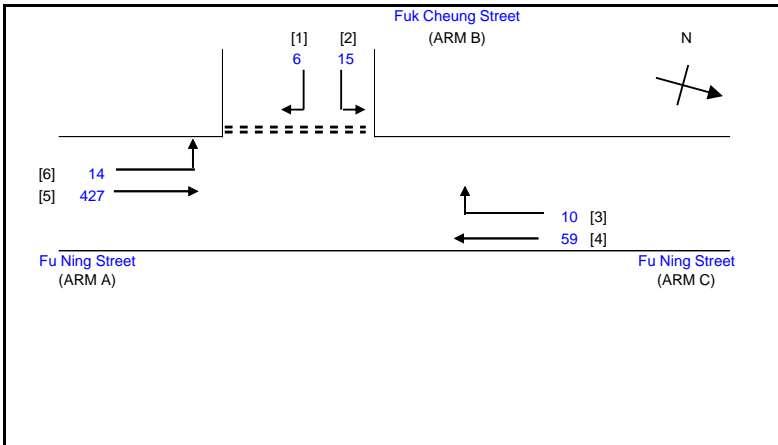 Fuk Cheung Street
[1] [2] (ARM B) N
6 15
[6] 14
[5] 427
10 [3]
59 [4]
Fu Ning Street Fu Ning Street
(ARM A) (ARM C)